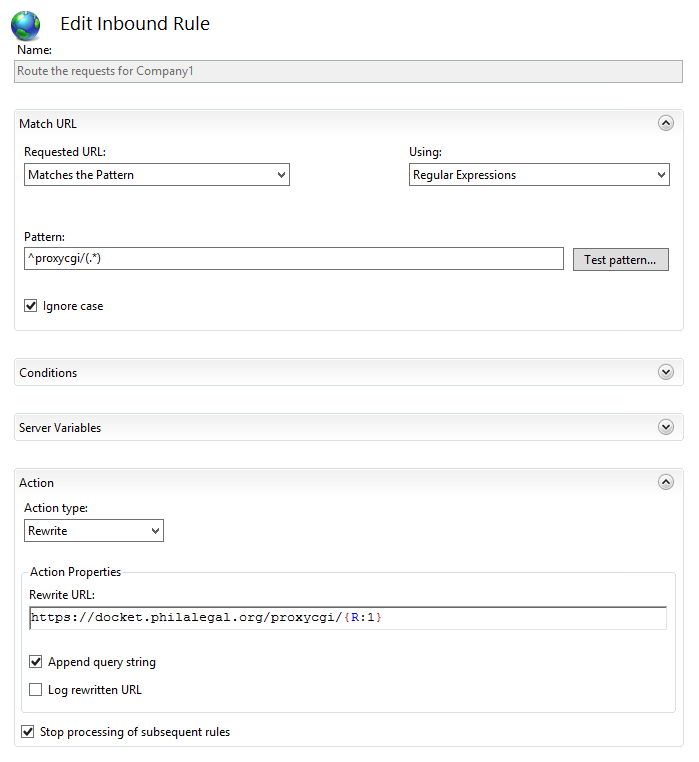 Edit Inbound Rule
Name:
Route the requests for Company1
Match URL
Requested URL: Using:
Matches the Pattern Regular Expressions
Pattern:
^proxycgi/(.*) Test pattern...
Ignore case
Conditions
Server Variables
Action
Action type:
Rewrite
Action Properties
Rewrite URL:
https://docket.philalegal.org/proxycgi/{R:1}
Append query string
Log rewritten URL
Stop processing of subsequent rules